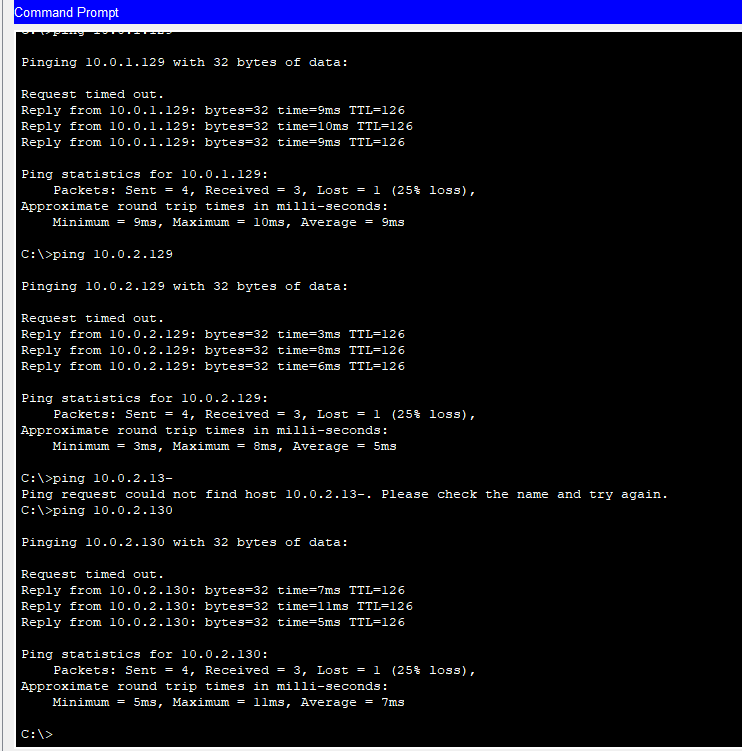 Command Prompt
C:\>ping 10.0.1.129
Pinging 10.0.1.129 with 32 bytes of data:
Request timed out.
Reply from 10.0.1.129: bytes=32 time=9ms TTL=126
Reply from 10.0.1.129: bytes=32 time=10ms TTL=126
Reply from 10.0.1.129: bytes=32 time=9ms TTL=126
Ping statistics for 10.0.1.129:
Packets: Sent = 4, Received = 3, Lost = 1 (25% loss),
Approximate round trip times in milli-seconds:
Minimum = 9ms, Maximum = 10ms, Average = 9ms
C:\>ping 10.0.2.129
Pinging 10.0.2.129 with 32 bytes of data:
Request timed out.
Reply from 10.0.2.129: bytes=32 time=3ms TTL=126
Reply from 10.0.2.129: bytes=32 time=8ms TTL=126
Reply from 10.0.2.129: bytes=32 time=6ms TTL=126
Ping statistics for 10.0.2.129:
Packets: Sent = 4, Received = 3, Lost = 1 (25% loss),
Approximate round trip times in milli-seconds:
Minimum = 3ms, Maximum = 8ms, Average = 5ms
C:\>ping 10.0.2.13-
Ping request could not find host 10.0.2.13-. Please check the name and try again.
C:\>ping 10.0.2.130
Pinging 10.0.2.130 with 32 bytes of data:
Request timed out.
Reply from 10.0.2.130: bytes=32 time=7ms TTL=126
Reply from 10.0.2.130: bytes=32 time=11ms TTL=126
Reply from 10.0.2.130: bytes=32 time=5ms TTL=126
Ping statistics for 10.0.2.130:
Packets: Sent = 4, Received = 3, Lost = 1 (25% loss),
Approximate round trip times in milli-seconds:
Minimum = 5ms, Maximum = 11ms, Average = 7ms
C:\>